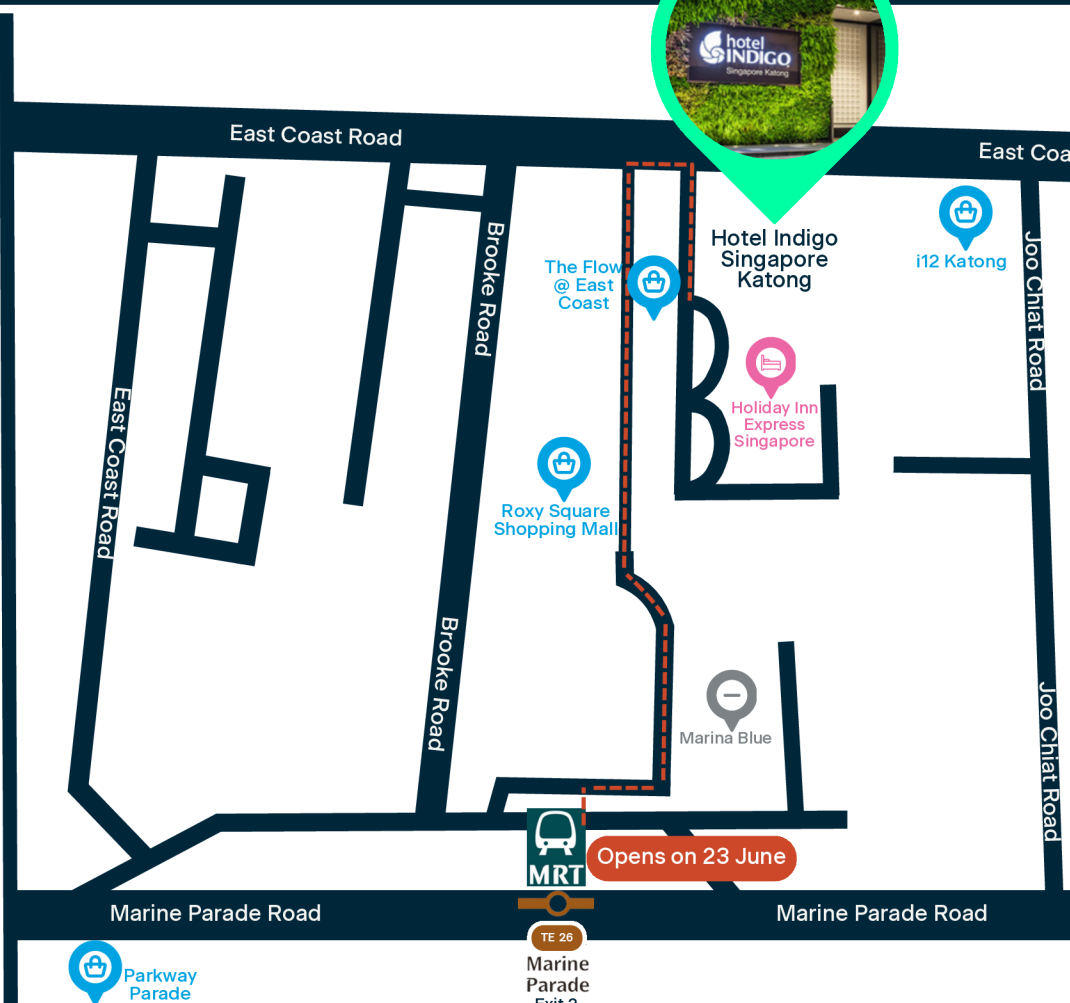 hotel
INDIGO
Singapore Katong
East Coast Road
East Coa
Hotel Indigo
Singapore
Katong
i12 Katong
Joo Chiat Road
Brooke Road
The Flow
@ East
Coast
Holiday Inn
Express
Singapore
East Coast Road
Roxy Square
Shopping Mall
Brooke Road
Marina Blue
Joo Chiat Road
MRT
Opens on 23 June
Marine Parade Road
Marine Parade Road
TE 26
Marine
Parade
Exit 2
Parkway
Parade